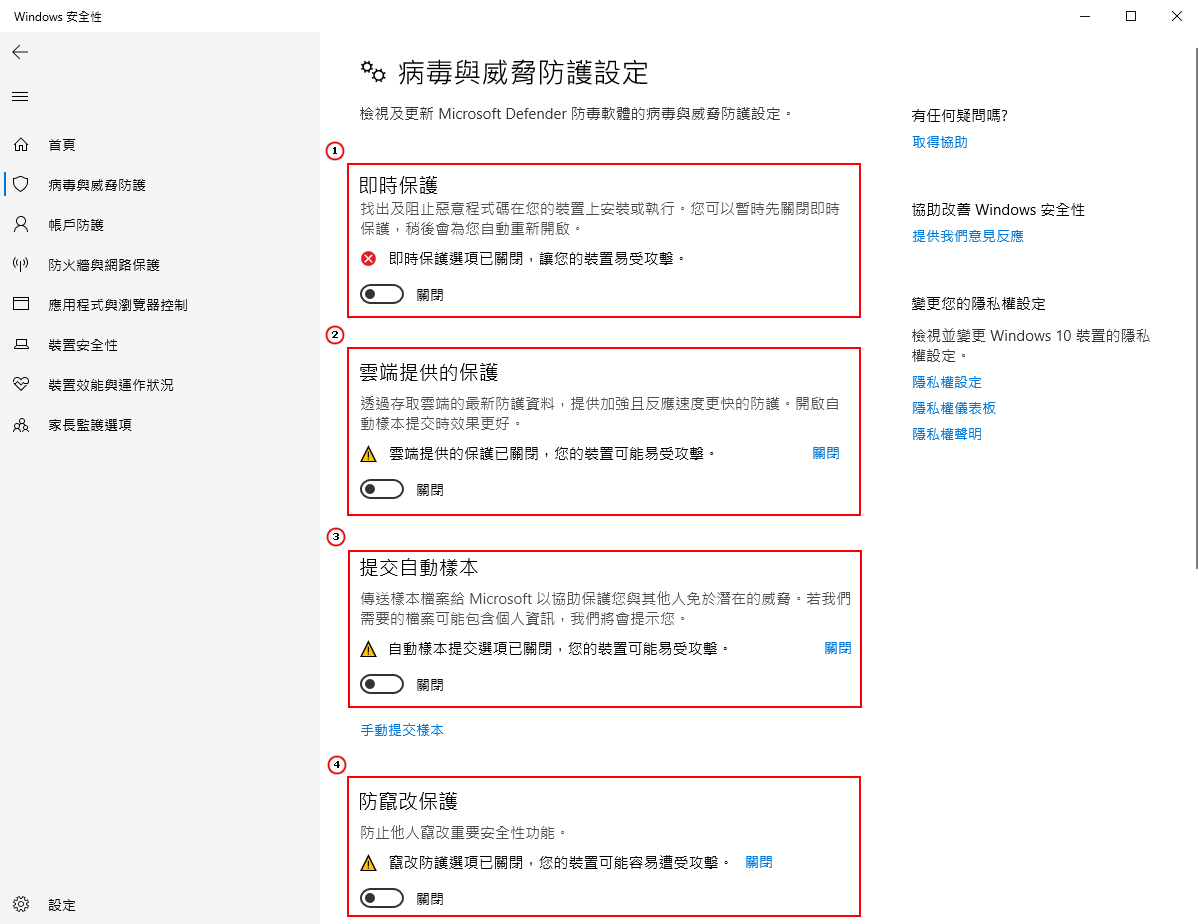 Windows 安全性
首頁
病毒與威脅防護
帳戶防護
防火牆與網路保護
應用程式與瀏覽器控制
裝置安全性
裝置效能與運作狀況
家長監護選項
設定
病毒與威脅防護設定
檢視及更新 Microsoft Defender 防毒軟體的病毒與威脅防護設定。
1
即時保護
找出及阻止惡意程式碼在您的裝置上安裝或執行。您可以暫時先關閉即時
保護，稍後會為您自動重新開啟。
即時保護選項已關閉，讓您的裝置易受攻擊。
關閉
2
雲端提供的保護
透過存取雲端的最新防護資料，提供加強且反應速度更快的防護。開啟自
動樣本提交時效果更好。
雲端提供的保護已關閉，您的裝置可能易受攻擊。 關閉
關閉
3
提交自動樣本
傳送樣本檔案給 Microsoft 以協助保護您與其他人免於潛在的威脅。若我們
需要的檔案可能包含個人資訊，我們將會提示您。
自動樣本提交選項已關閉，您的裝置可能易受攻擊。 關閉
關閉
手動提交樣本
4
防竄改保護
防止他人竄改重要安全性功能。
竄改防護選項已關閉，您的裝置可能容易遭受攻擊。 關閉
關閉
有任何疑問嗎?
取得協助
協助改善 Windows 安全性
提供我們意見反應
變更您的隱私權設定
檢視並變更 Windows 10 裝置的隱私
權設定。
隱私權設定
隱私權儀表板
隱私權聲明